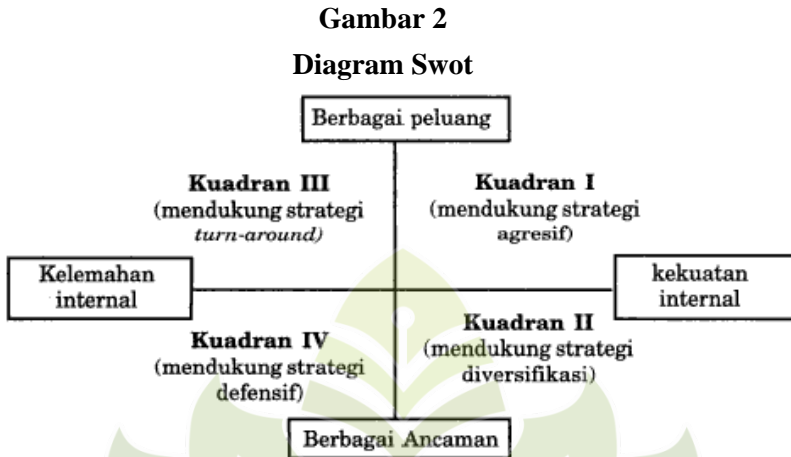 Gambar 2
Diagram Swot
Berbagai peluang
Kuadran III
(mendukung strategi
turn-around)
Kuadran I
(mendukung strategi
agresif)
Kelemahan
internal
kekuatan
internal
Kuadran IV
(mendukung strategi
defensif)
Kuadran II
(mendukung strategi
diversifikasi)
Berbagai Ancaman